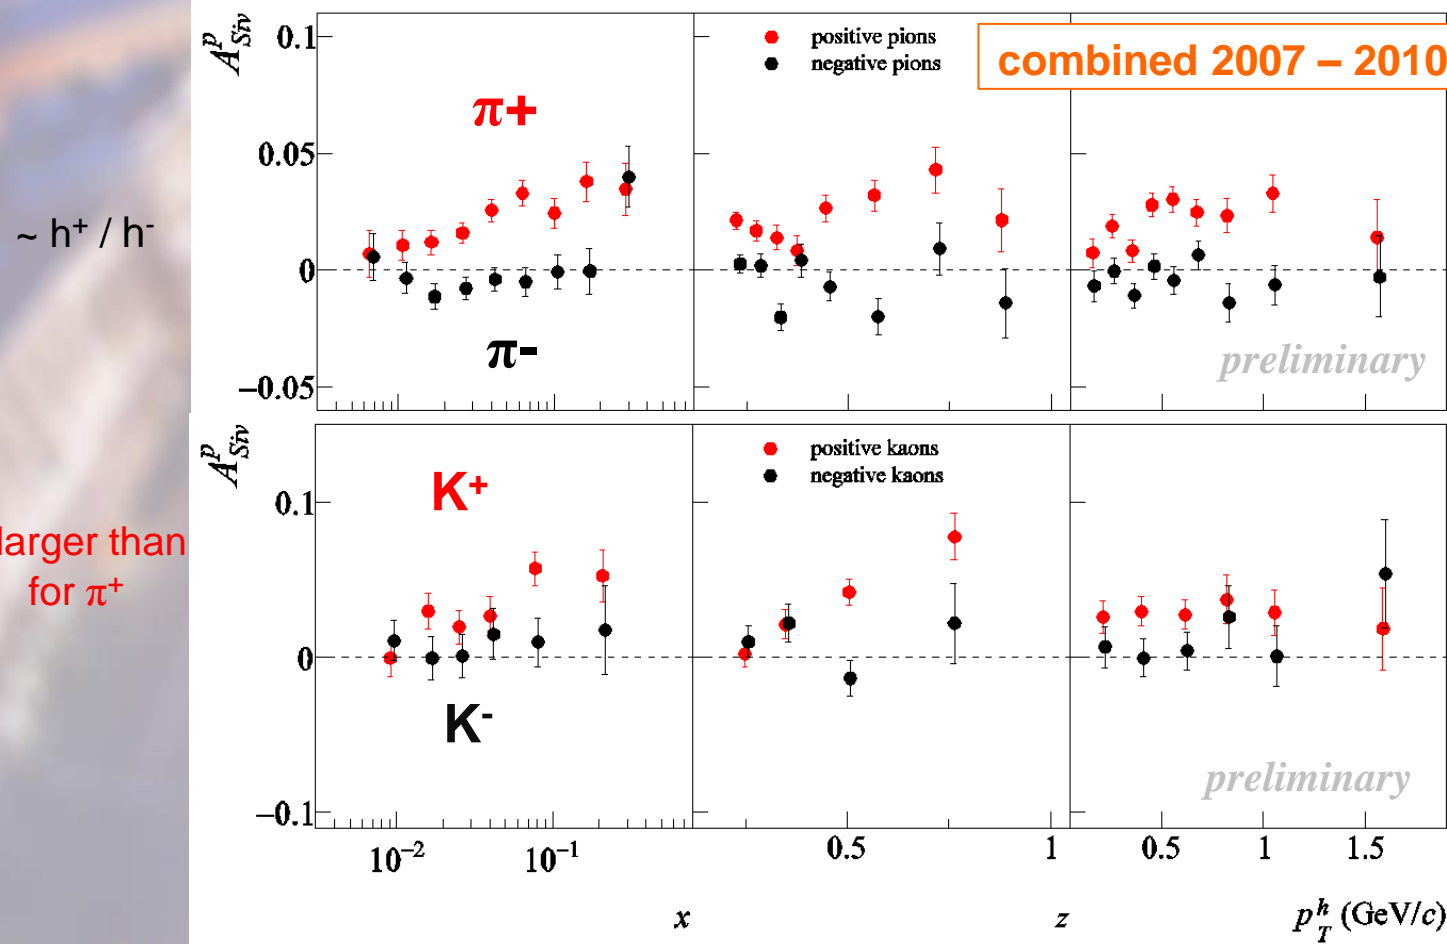 ~ h⁺ / h⁻
larger than
for π⁺
combined 2007 – 2010
A^p_Siv
0.1
0.05
0
−0.05
π+
π-
positive pions
negative pions
preliminary
A^p_Siv
0.1
0
−0.1
K⁺
K⁻
positive kaons
negative kaons
preliminary
10⁻² 10⁻¹ 0.5 1 0.5 1 1.5
x z p^h_T (GeV/c)